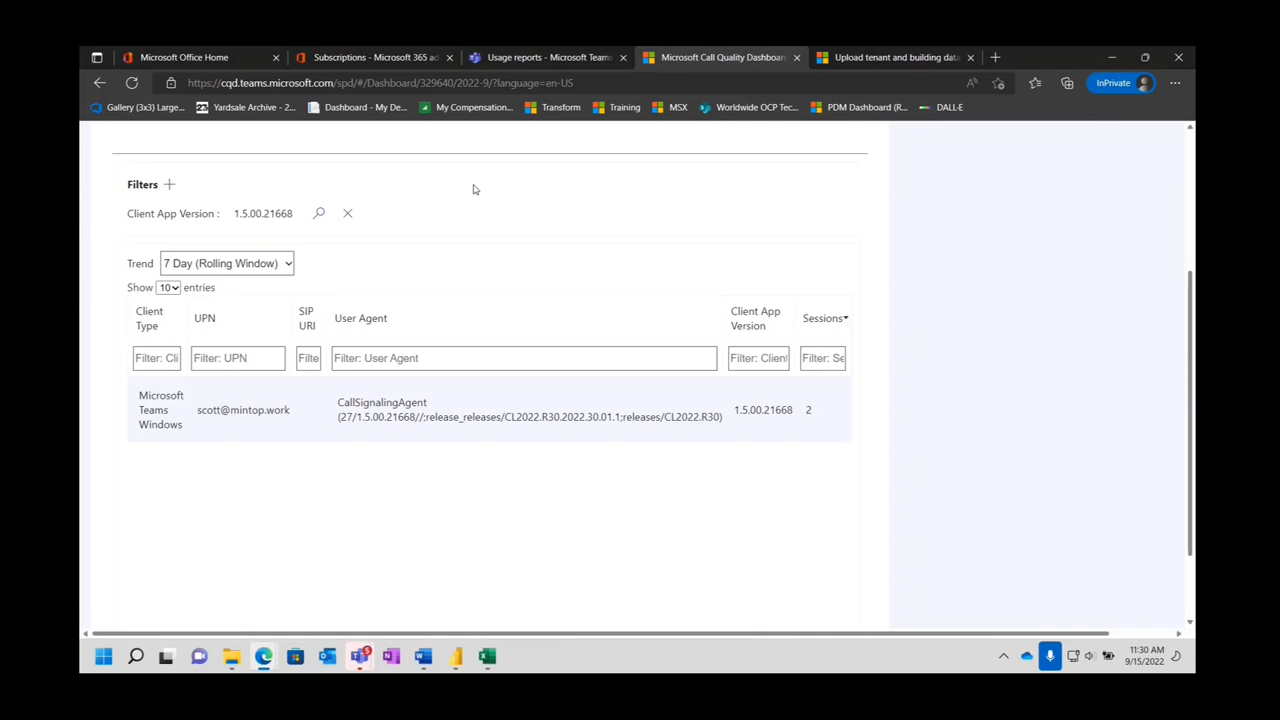 Microsoft Office Home
Subscriptions - Microsoft 365 ad
Usage reports - Microsoft Teams
Microsoft Call Quality Dashboard
Upload tenant and building data
https://cqd.teams.microsoft.com/spd/#/Dashboard/329640/2022-9/?language=en-US
InPrivate
Gallery (3x3) Large...
Yardsale Archive - 2...
Dashboard - My De...
My Compensation...
Transform
Training
MSX
Worldwide OCP Tec...
PDM Dashboard (R...
DALL·E
Filters
Client App Version : 1.5.00.21668
Trend 7 Day (Rolling Window)
Show 10 entries
Client Type
UPN
SIP URI
User Agent
Client App Version
Sessions
Filter: Cli
Filter: UPN
Filte
Filter: User Agent
Filter: Client
Filter: Se
Microsoft Teams Windows
scott@mintop.work
CallSignalingAgent
(27/1.5.00.21668//;release_releases/CL2022.R30.2022.30.01.1;releases/CL2022.R30)
1.5.00.21668
2
5
11:30 AM
9/15/2022